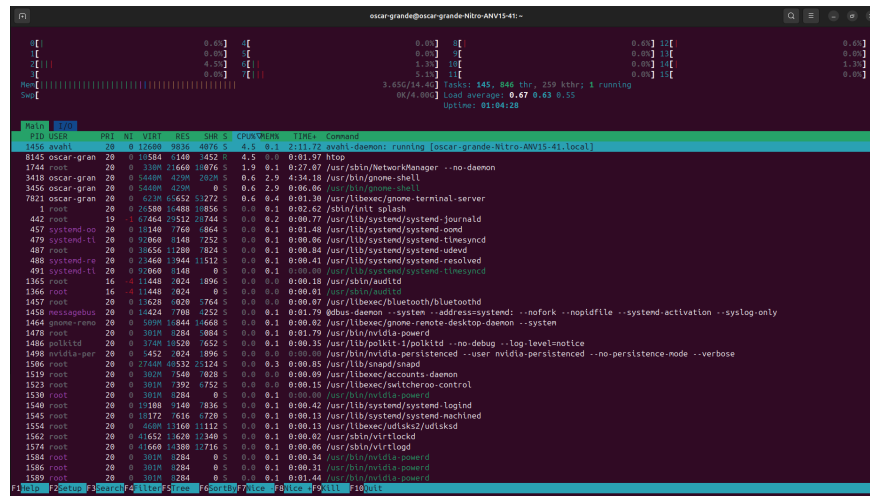 oscar-grande@oscar-grande-Nitro-ANV15-41: ~
0[| 0.6%] 4[ 0.0%] 8[| 0.6%] 12[| 0.6%]
1[ 0.0%] 5[ 0.0%] 9[ 0.0%] 13[ 0.0%]
2[||| 4.5%] 6[|| 1.3%] 10[ 0.0%] 14[| 1.3%]
3[ 0.0%] 7[||| 5.1%] 11[ 0.0%] 15[ 0.0%]
Mem[ 3.65G/14.4G] Tasks: 145, 846 thr, 259 kthr; 1 running
Swp[ 0K/4.00G] Load average: 0.67 0.63 0.55
Uptime: 01:04:28
Main I/O
PID USER PRI NI VIRT RES SHR S CPU%▽MEM% TIME+ Command
1456 avahi 20 0 12600 9836 4076 S 4.5 0.1 2:11.72 avahi-daemon: running [oscar-grande-Nitro-ANV15-41.local]
8145 oscar-gran 20 0 10584 6140 3452 R 4.5 0.0 0:01.97 htop
1744 root 20 0 330M 21660 18076 S 1.9 0.1 0:27.07 /usr/sbin/NetworkManager --no-daemon
3418 oscar-gran 20 0 5440M 429M 202M S 0.6 2.9 4:34.18 /usr/bin/gnome-shell
3456 oscar-gran 20 0 5440M 429M 0 S 0.6 2.9 0:06.06 /usr/bin/gnome-shell
7821 oscar-gran 20 0 623M 65652 53272 S 0.6 0.4 0:01.30 /usr/libexec/gnome-terminal-server
1 root 20 0 26580 16488 10856 S 0.0 0.1 0:02.62 /sbin/init splash
442 root 19 -1 67464 29512 28744 S 0.0 0.2 0:00.77 /usr/lib/systemd/systemd-journald
457 systemd-oo 20 0 18140 7760 6864 S 0.0 0.1 0:01.48 /usr/lib/systemd/systemd-oomd
479 systemd-ti 20 0 92060 8148 7252 S 0.0 0.1 0:00.06 /usr/lib/systemd/systemd-timesyncd
487 root 20 0 38656 11280 7824 S 0.0 0.1 0:00.84 /usr/lib/systemd/systemd-udevd
488 systemd-re 20 0 23460 13944 11512 S 0.0 0.1 0:00.41 /usr/lib/systemd/systemd-resolved
491 systemd-ti 20 0 92060 8148 0 S 0.0 0.1 0:00.00 /usr/lib/systemd/systemd-timesyncd
1365 root 16 -4 11448 2024 1896 S 0.0 0.0 0:00.18 /usr/sbin/auditd
1366 root 16 -4 11448 2024 0 S 0.0 0.0 0:00.01 /usr/sbin/auditd
1457 root 20 0 13628 6020 5764 S 0.0 0.0 0:00.07 /usr/libexec/bluetooth/bluetoothd
1458 messagebus 20 0 14424 7708 4252 S 0.0 0.1 0:01.79 @dbus-daemon --system --address=systemd: --nofork --nopidfile --systemd-activation --syslog-only
1464 gnome-remo 20 0 509M 16844 14668 S 0.0 0.1 0:00.02 /usr/libexec/gnome-remote-desktop-daemon --system
1478 root 20 0 301M 8284 5084 S 0.0 0.1 0:01.79 /usr/bin/nvidia-powerd
1486 polkitd 20 0 374M 10520 7652 S 0.0 0.1 0:00.35 /usr/lib/polkit-1/polkitd --no-debug --log-level=notice
1498 nvidia-per 20 0 5452 2024 1896 S 0.0 0.0 0:00.00 /usr/bin/nvidia-persistenced --user nvidia-persistenced --no-persistence-mode --verbose
1506 root 20 0 2744M 40532 25124 S 0.0 0.3 0:00.85 /usr/lib/snapd/snapd
1519 root 20 0 302M 7540 7028 S 0.0 0.0 0:00.09 /usr/libexec/accounts-daemon
1523 root 20 0 301M 7392 6752 S 0.0 0.0 0:00.15 /usr/libexec/switcheroo-control
1530 root 20 0 301M 8284 0 S 0.0 0.1 0:00.00 /usr/bin/nvidia-powerd
1540 root 20 0 19108 9140 7836 S 0.0 0.1 0:00.42 /usr/lib/systemd/systemd-logind
1545 root 20 0 18172 7616 6720 S 0.0 0.1 0:00.13 /usr/lib/systemd/systemd-machined
1554 root 20 0 460M 13160 11112 S 0.0 0.1 0:00.13 /usr/libexec/udisks2/udisksd
1562 root 20 0 41652 13620 12340 S 0.0 0.1 0:00.02 /usr/sbin/virtlockd
1574 root 20 0 41660 14380 12716 S 0.0 0.1 0:00.06 /usr/sbin/virtlogd
1584 root 20 0 301M 8284 0 S 0.0 0.1 0:00.34 /usr/bin/nvidia-powerd
1586 root 20 0 301M 8284 0 S 0.0 0.1 0:00.31 /usr/bin/nvidia-powerd
1589 root 20 0 301M 8284 0 S 0.0 0.1 0:01.44 /usr/bin/nvidia-powerd
F1Help F2Setup F3Search F4Filter F5Tree F6SortBy F7Nice - F8Nice + F9Kill F10Quit